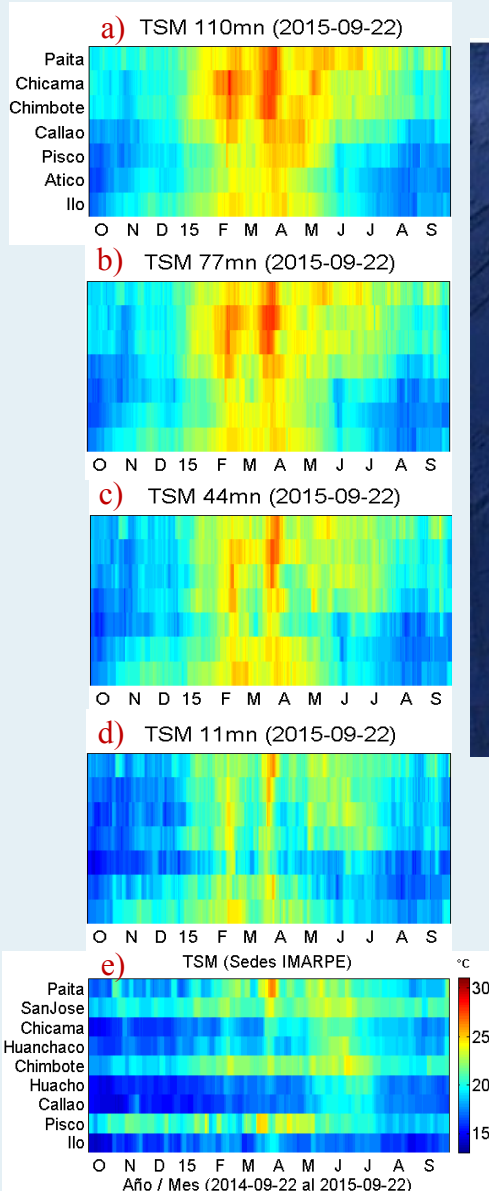 a) TSM 110mn (2015-09-22)
Paita
Chicama
Chimbote
Callao
Pisco
Atico
Ilo
O N D 15 F M A M J J A S
b) TSM 77mn (2015-09-22)
O N D 15 F M A M J J A S
c) TSM 44mn (2015-09-22)
O N D 15 F M A M J J A S
d) TSM 11mn (2015-09-22)
O N D 15 F M A M J J A S
e) TSM (Sedes IMARPE)
°C
Paita
SanJose
Chicama
Huanchaco
Chimbote
Huacho
Callao
Pisco
Ilo
30
25
20
15
O N D 15 F M A M J J A S
Año / Mes (2014-09-22 al 2015-09-22)